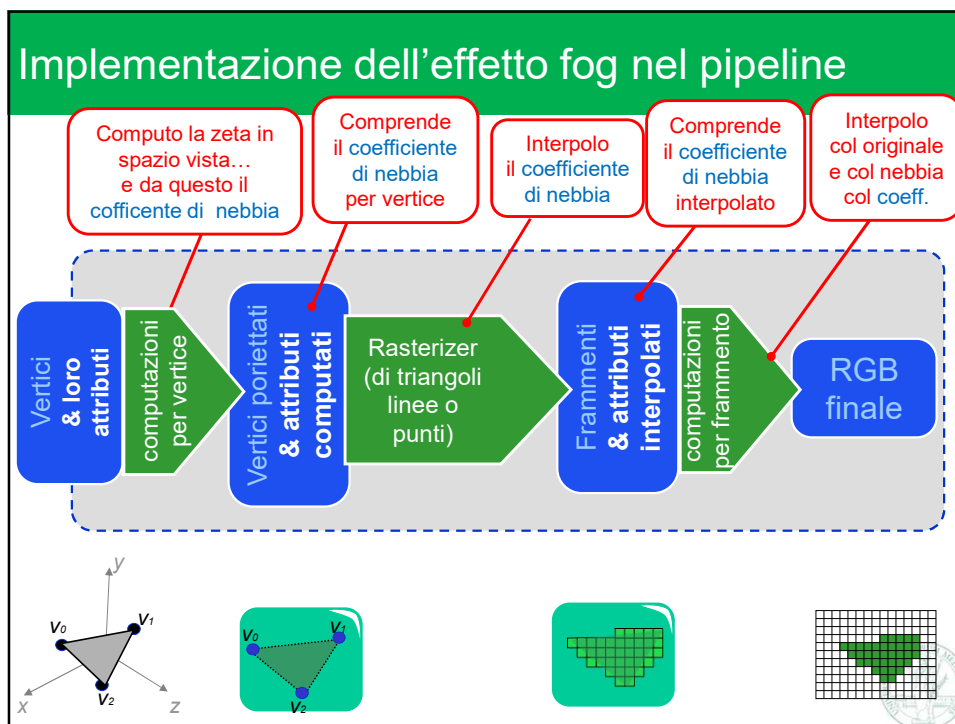 Implementazione dell'effetto fog nel pipeline
Computo la zeta in
spazio vista…
e da questo il
cofficente di nebbia
Comprende
il coefficiente
di nebbia
per vertice
Interpolo
il coefficiente
di nebbia
Comprende
il coefficiente
di nebbia
interpolato
Interpolo
col originale
e col nebbia
col coeff.
Vertici
& loro
attributi
computazioni
per vertice
Vertici poriettati
& attributi
computati
Rasterizer
(di triangoli
linee o
punti)
Frammenti
& attributi
interpolati
computazioni
per frammento
RGB
finale
y
v1
v0
v2
x
z
v0
v1
v2